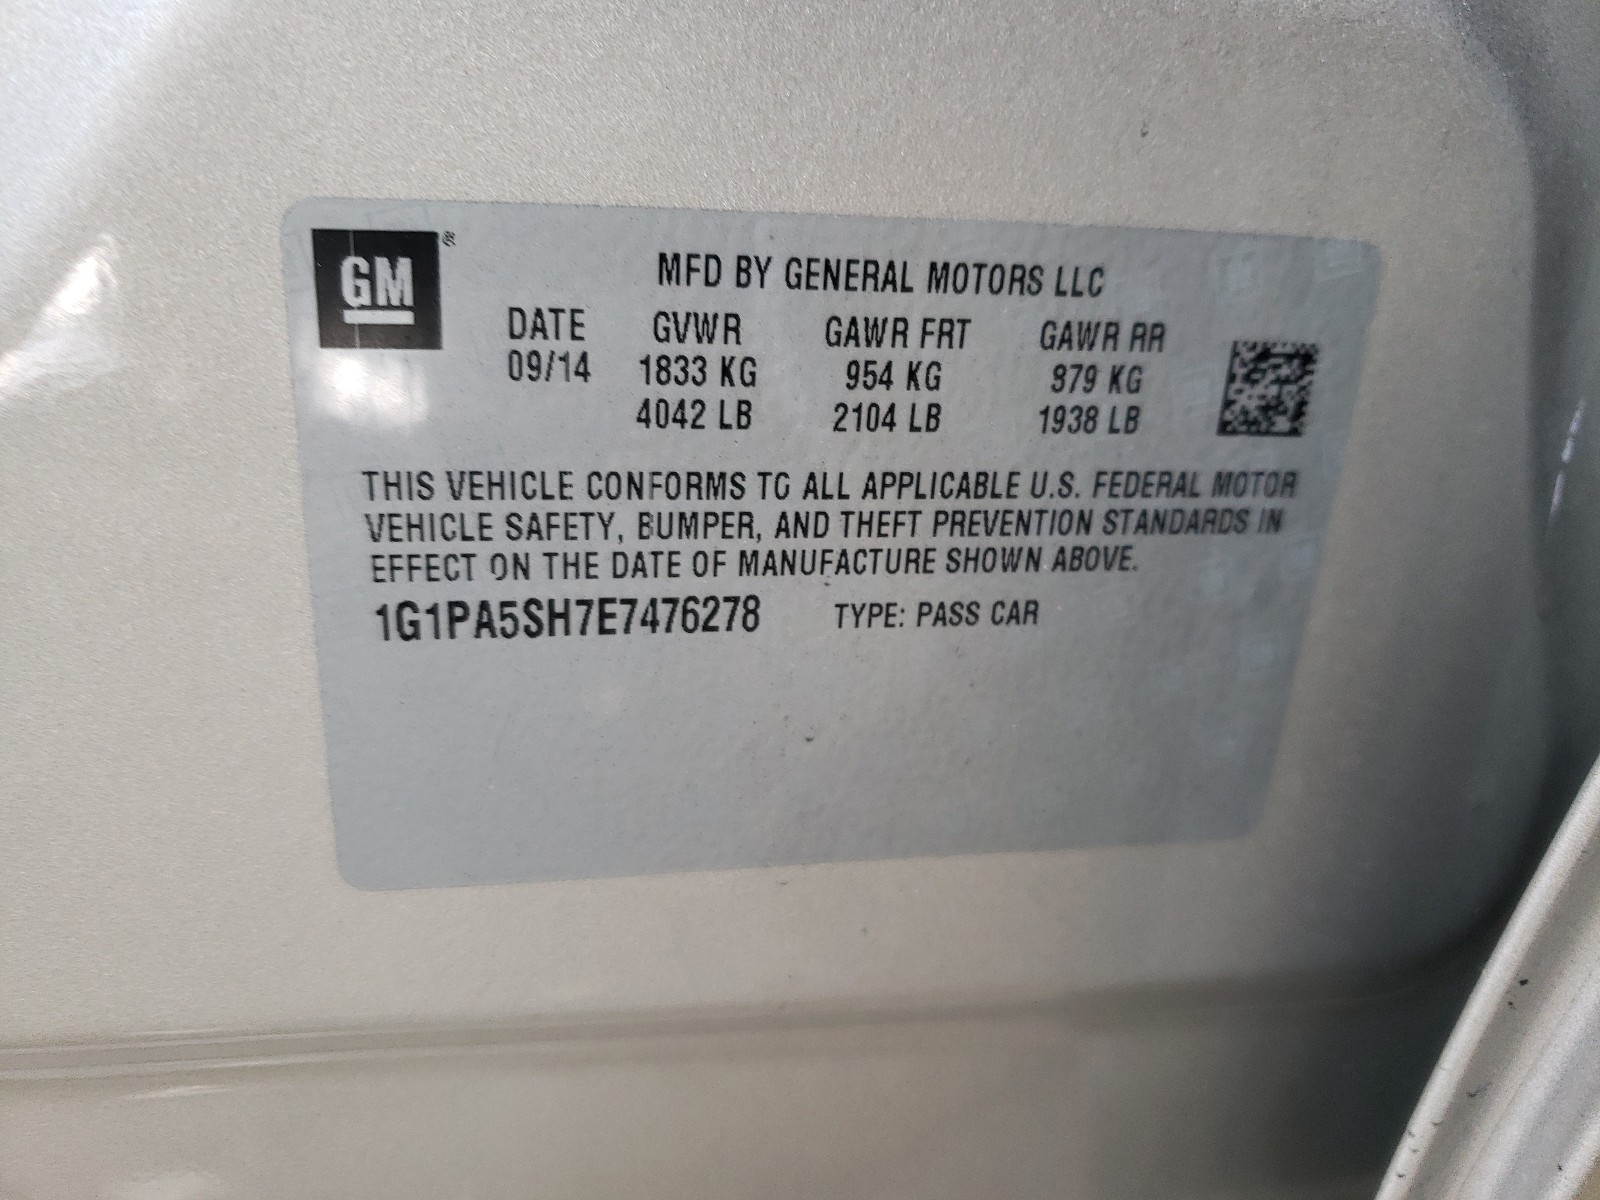 GM ®
MFD BY GENERAL MOTORS LLC
DATE GVWR GAWR FRT GAWR RR
09/14 1833 KG 954 KG 879 KG
4042 LB 2104 LB 1938 LB
THIS VEHICLE CONFORMS TO ALL APPLICABLE U.S. FEDERAL MOTOR
VEHICLE SAFETY, BUMPER, AND THEFT PREVENTION STANDARDS IN
EFFECT ON THE DATE OF MANUFACTURE SHOWN ABOVE.
1G1PA5SH7E7476278 TYPE: PASS CAR